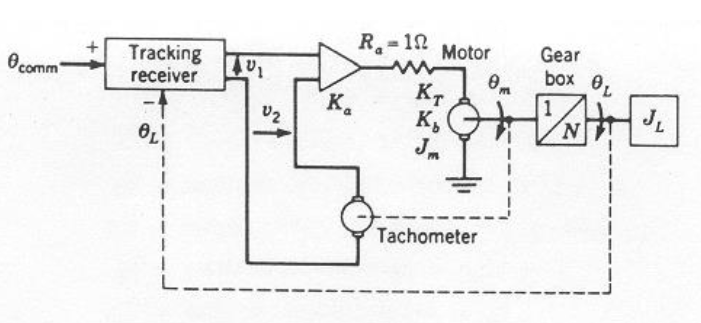 θcomm
+
Tracking
receiver
−
θL
v1
v2
Ka
Ra = 1Ω
Motor
KT
Kb
Jm
θm
Gear
box
1
N
θL
JL
Tachometer